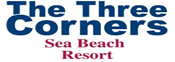 The Three
Corners
Sea Beach
Resort